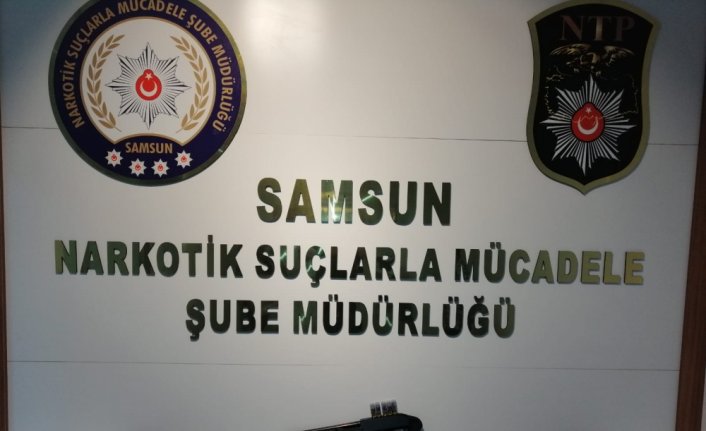 NARKOTİK SUÇLARLA MÜCADELE ŞUBE MÜDÜRLÜĞÜ
SAMSUN
NTP
SAMSUN
NARKOTİK SUÇLARLA MÜCADELE
ŞUBE MÜDÜRLÜĞÜ